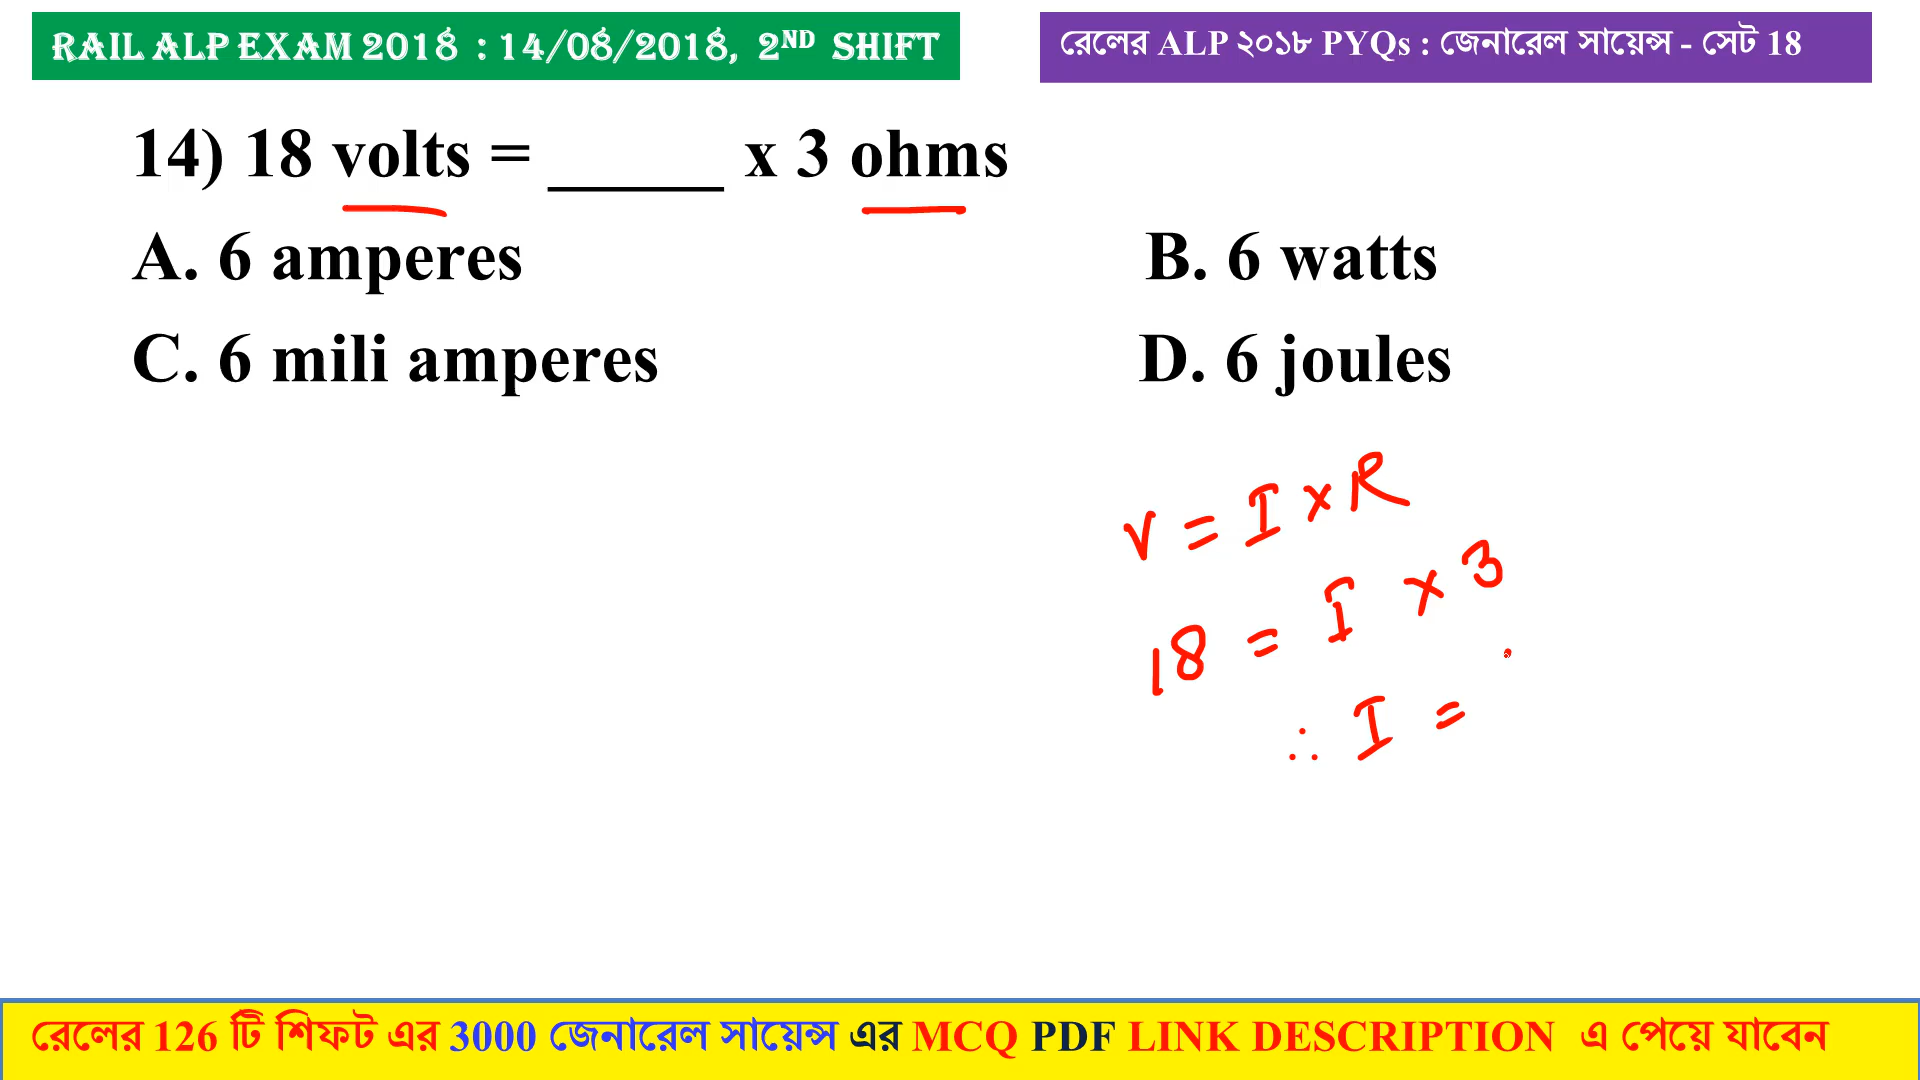 RAIL ALP EXAM 2018 : 14/08/2018, 2ND SHIFT
রেলের ALP ২০১৮ PYQs : জেনারেল সায়েন্স - সেট 18
14) 18 volts = _____ x 3 ohms
A. 6 amperes B. 6 watts
C. 6 mili amperes D. 6 joules
V = I × R
18 = I × 3
∴ I =
রেলের 126 টি শিফট এর 3000 জেনারেল সায়েন্স এর MCQ PDF LINK DESCRIPTION এ পেয়ে যাবেন